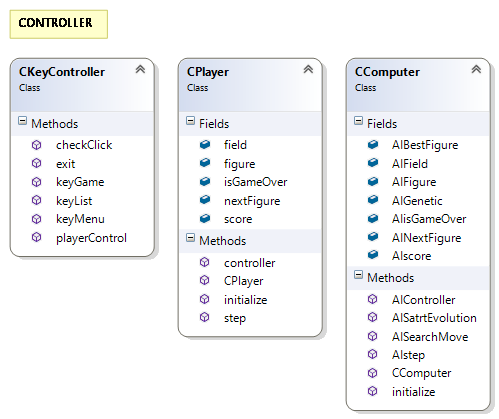 CONTROLLER
CKeyController
Class
Methods
checkClick
exit
keyGame
keyList
keyMenu
playerControl
CPlayer
Class
Fields
field
figure
isGameOver
nextFigure
score
Methods
controller
CPlayer
initialize
step
CComputer
Class
Fields
AIBestFigure
AIField
AIFigure
AIGenetic
AIisGameOver
AINextFigure
AIscore
Methods
AIController
AISatrtEvolution
AISearchMove
AIstep
CComputer
initialize